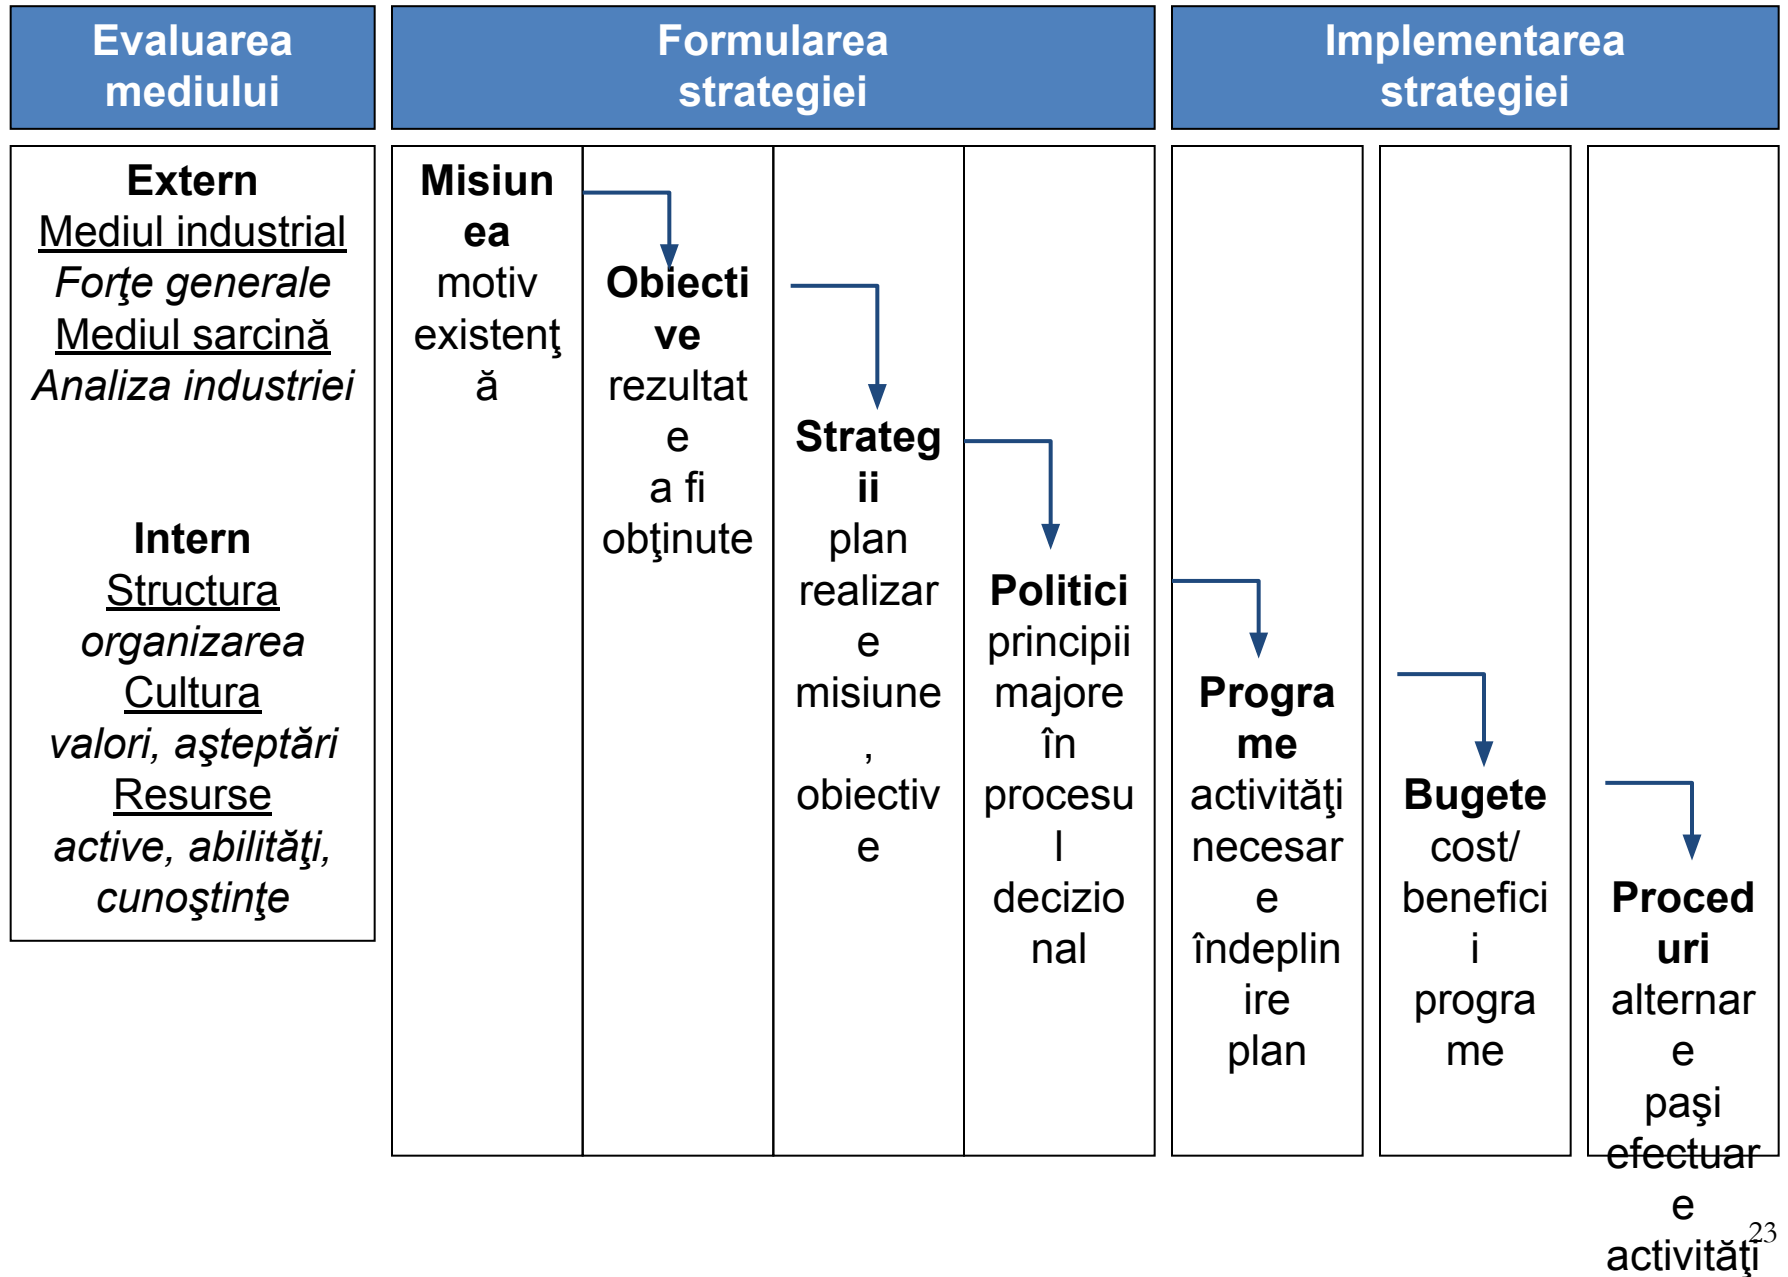 Evaluarea
mediului
Formularea
strategiei
Implementarea
strategiei
Extern
Mediul industrial
Forţe generale
Mediul sarcină
Analiza industriei
Intern
Structura
organizarea
Cultura
valori, aşteptări
Resurse
active, abilităţi,
cunoştinţe
Misiun
ea
motiv
existenţ
ă
Obiecti
ve
rezultat
e
a fi
obţinute
Strateg
ii
plan
realizar
e
misiune
,
obiectiv
e
Politici
principii
majore
în
procesu
l
decizio
nal
Progra
me
activităţi
necesar
e
îndeplin
ire
plan
Bugete
cost/
benefici
i
progra
me
Proced
uri
alternar
e
paşi
efectuar
e
activităţi
23